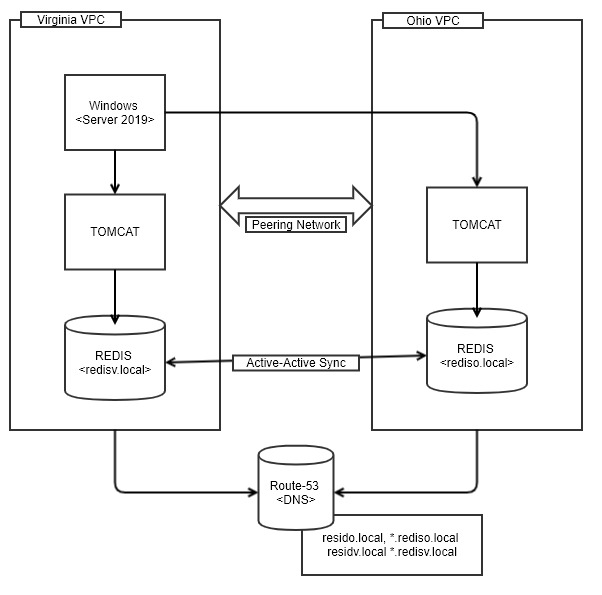 Virginia VPC
Ohio VPC
Windows
<Server 2019>
TOMCAT
TOMCAT
Peering Network
REDIS
<redisv.local>
REDIS
<rediso.local>
Active-Active Sync
Route-53
<DNS>
resido.local, *.rediso.local
residv.local *.redisv.local